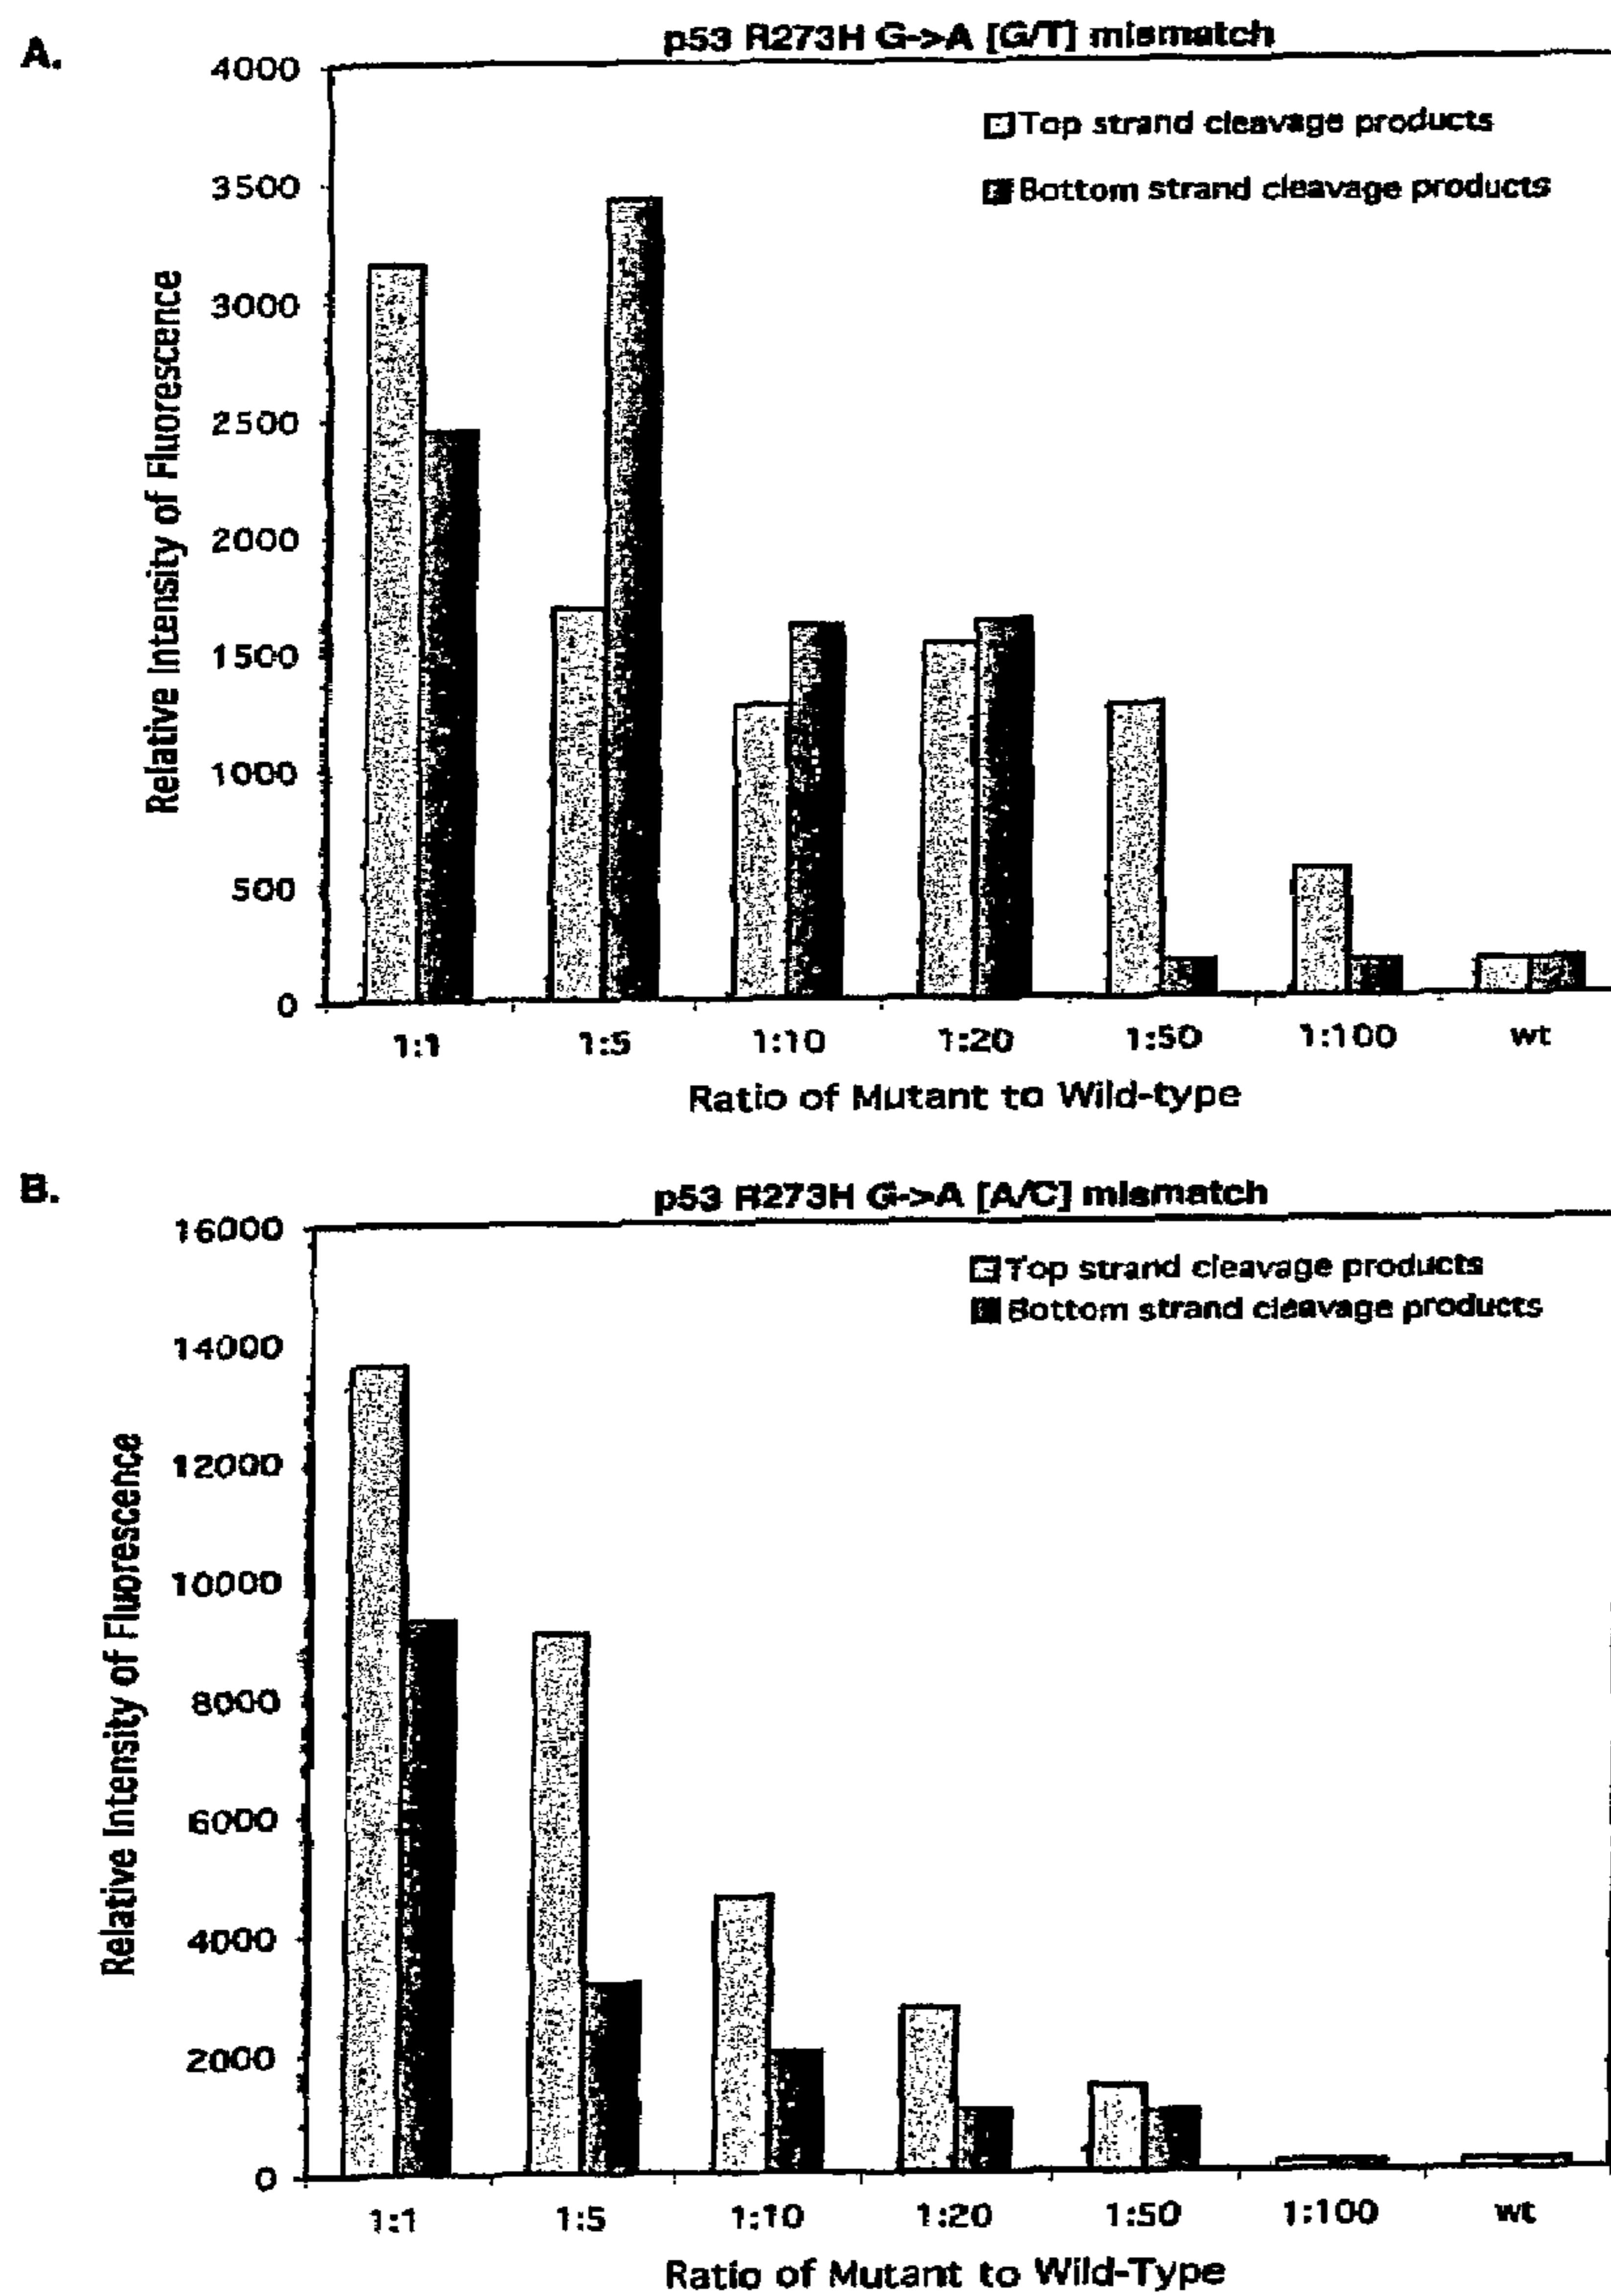 A.
p53 R273H G->A [G/T] mismatch
4000
3500
3000
2500
2000
1500
1000
500
0
Relative Intensity of Fluorescence
Top strand cleavage products
Bottom strand cleavage products
1:1 1:5 1:10 1:20 1:50 1:100 wt
Ratio of Mutant to Wild-type
B.
p53 R273H G->A [A/C] mismatch
16000
14000
12000
10000
8000
6000
4000
2000
0
Relative Intensity of Fluorescence
Top strand cleavage products
Bottom strand cleavage products
1:1 1:5 1:10 1:20 1:50 1:100 wt
Ratio of Mutant to Wild-Type